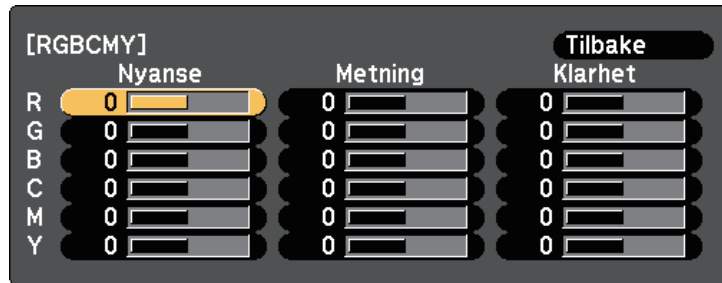 [RGBCMY] Tilbake
Nyanse Metning Klarhet
R 0 0 0
G 0 0 0
B 0 0 0
C 0 0 0
M 0 0 0
Y 0 0 0